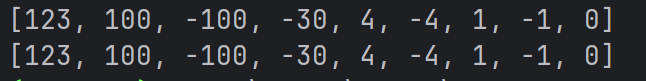 [123, 100, -100, -30, 4, -4, 1, -1, 0]
[123, 100, -100, -30, 4, -4, 1, -1, 0]